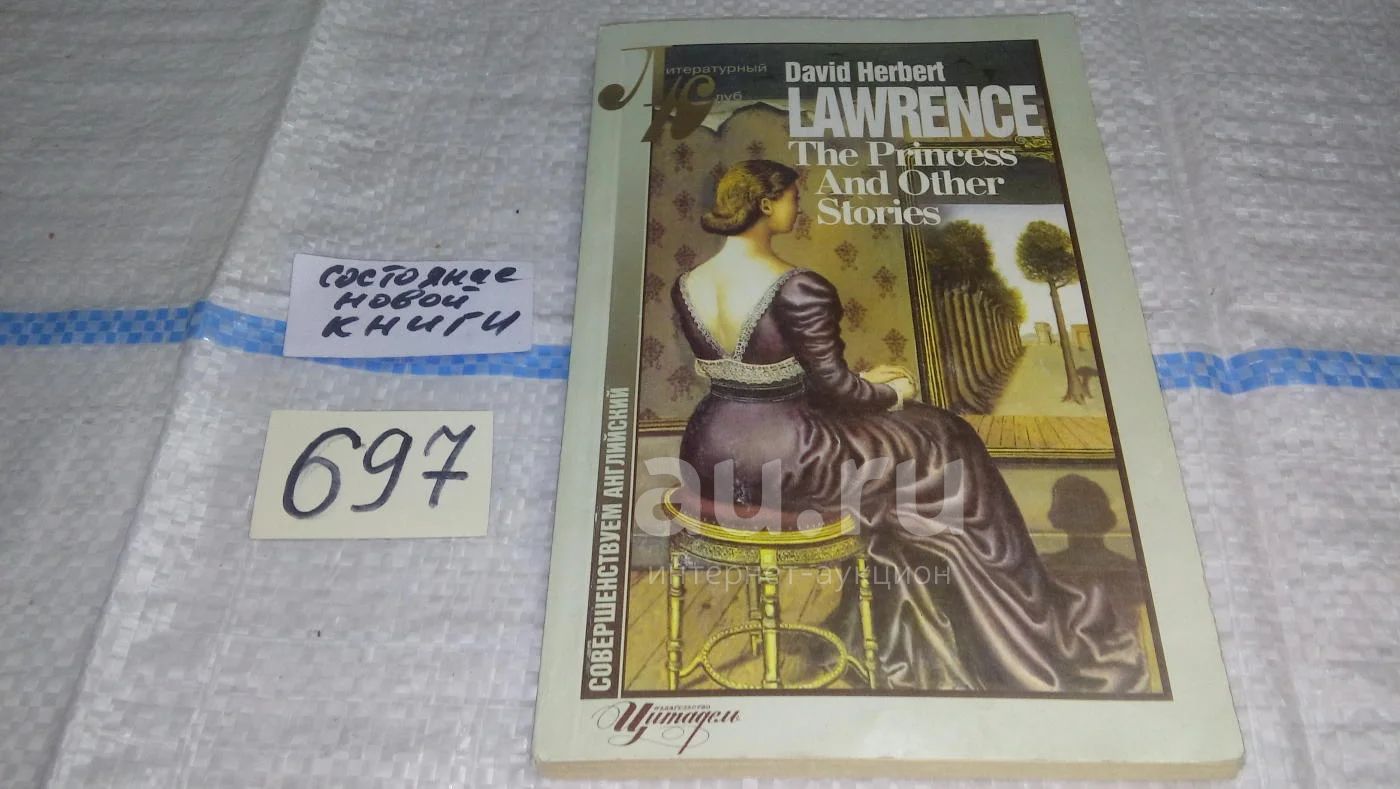 Литературный
клуб
David Herbert
LAWRENCE
The Princess
And Other
Stories
состояние
новой
книги
697
СОВЕРШЕНСТВУЕМ АНГЛИЙСКИЙ
au.ru
интернет-аукцион
издательство
Цитадель